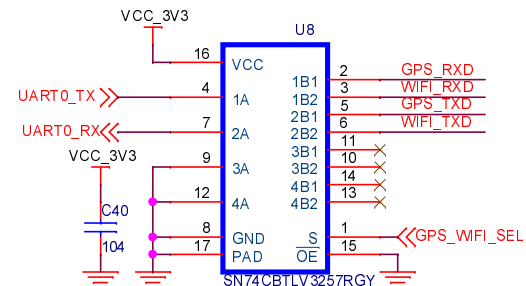 VCC_3V3
U8
16 VCC
1B1 2 GPS_RXD
UART0_TX 4 1A 1B2 3 WIFI_RXD
2B1 5 GPS_TXD
UART0_RX 7 2A 2B2 6 WIFI_TXD
3B1 11
VCC_3V3 9 3A 3B2 10
4B1 14
12 4A 4B2 13
C40
8 GND S 1 GPS_WIFI_SEL
104 17 PAD OE 15
SN74CBTLV3257RGY